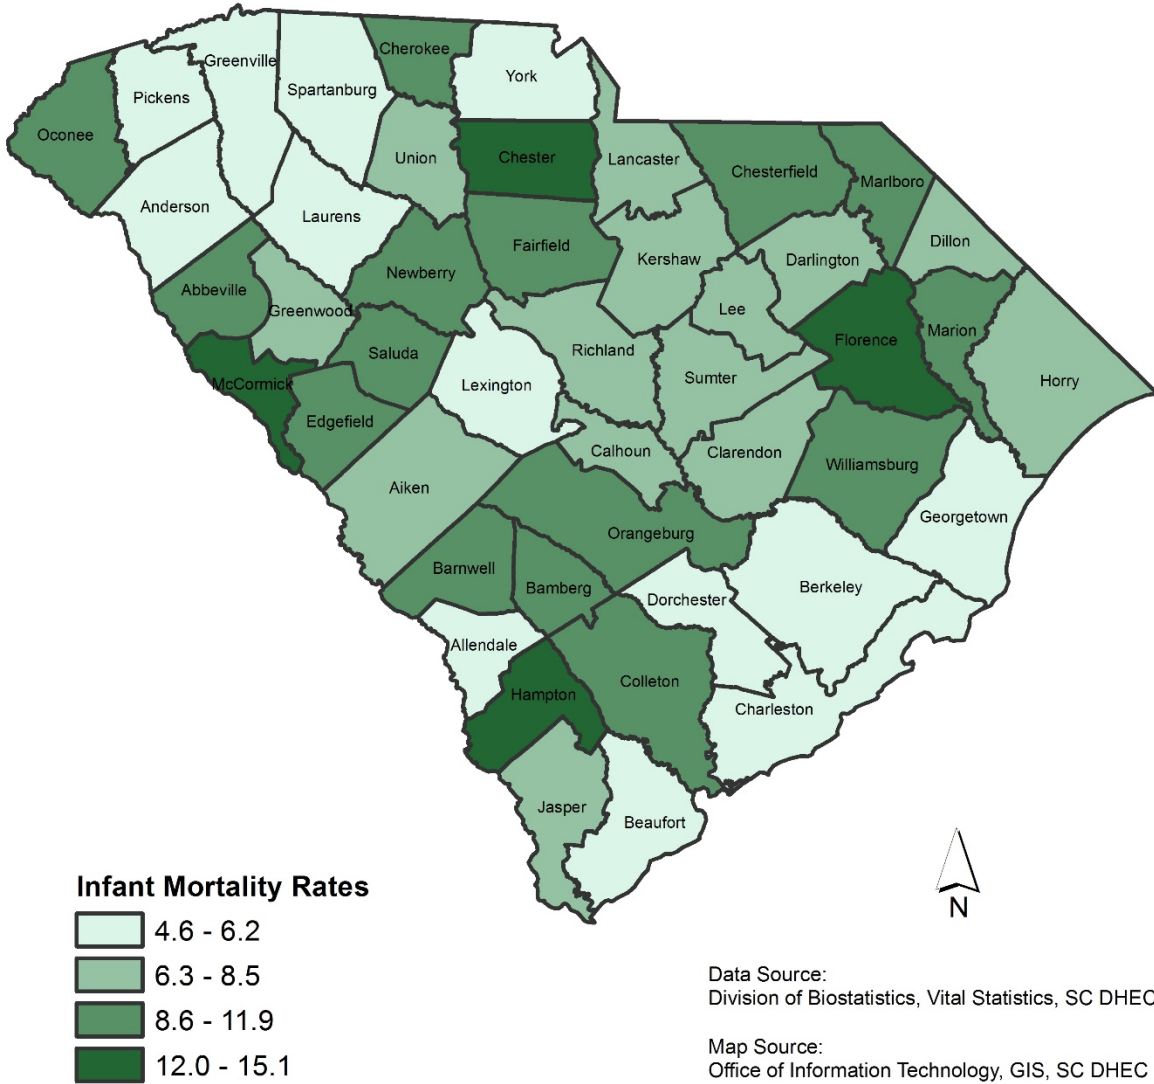 Greenville
Cherokee
York
Spartanburg
Pickens
Oconee
Union
Chester
Lancaster
Chesterfield
Marlboro
Anderson
Laurens
Dillon
Fairfield
Kershaw
Darlington
Newberry
Abbeville
Greenwood
Lee
Marion
Florence
Richland
Saluda
Sumter
McCormick
Lexington
Horry
Edgefield
Calhoun
Clarendon
Williamsburg
Aiken
Georgetown
Orangeburg
Barnwell
Bamberg
Berkeley
Dorchester
Allendale
Colleton
Hampton
Charleston
Jasper
Beaufort
N
Infant Mortality Rates
4.6 - 6.2
6.3 - 8.5
8.6 - 11.9
12.0 - 15.1
Data Source:
Division of Biostatistics, Vital Statistics, SC DHEC
Map Source:
Office of Information Technology, GIS, SC DHEC